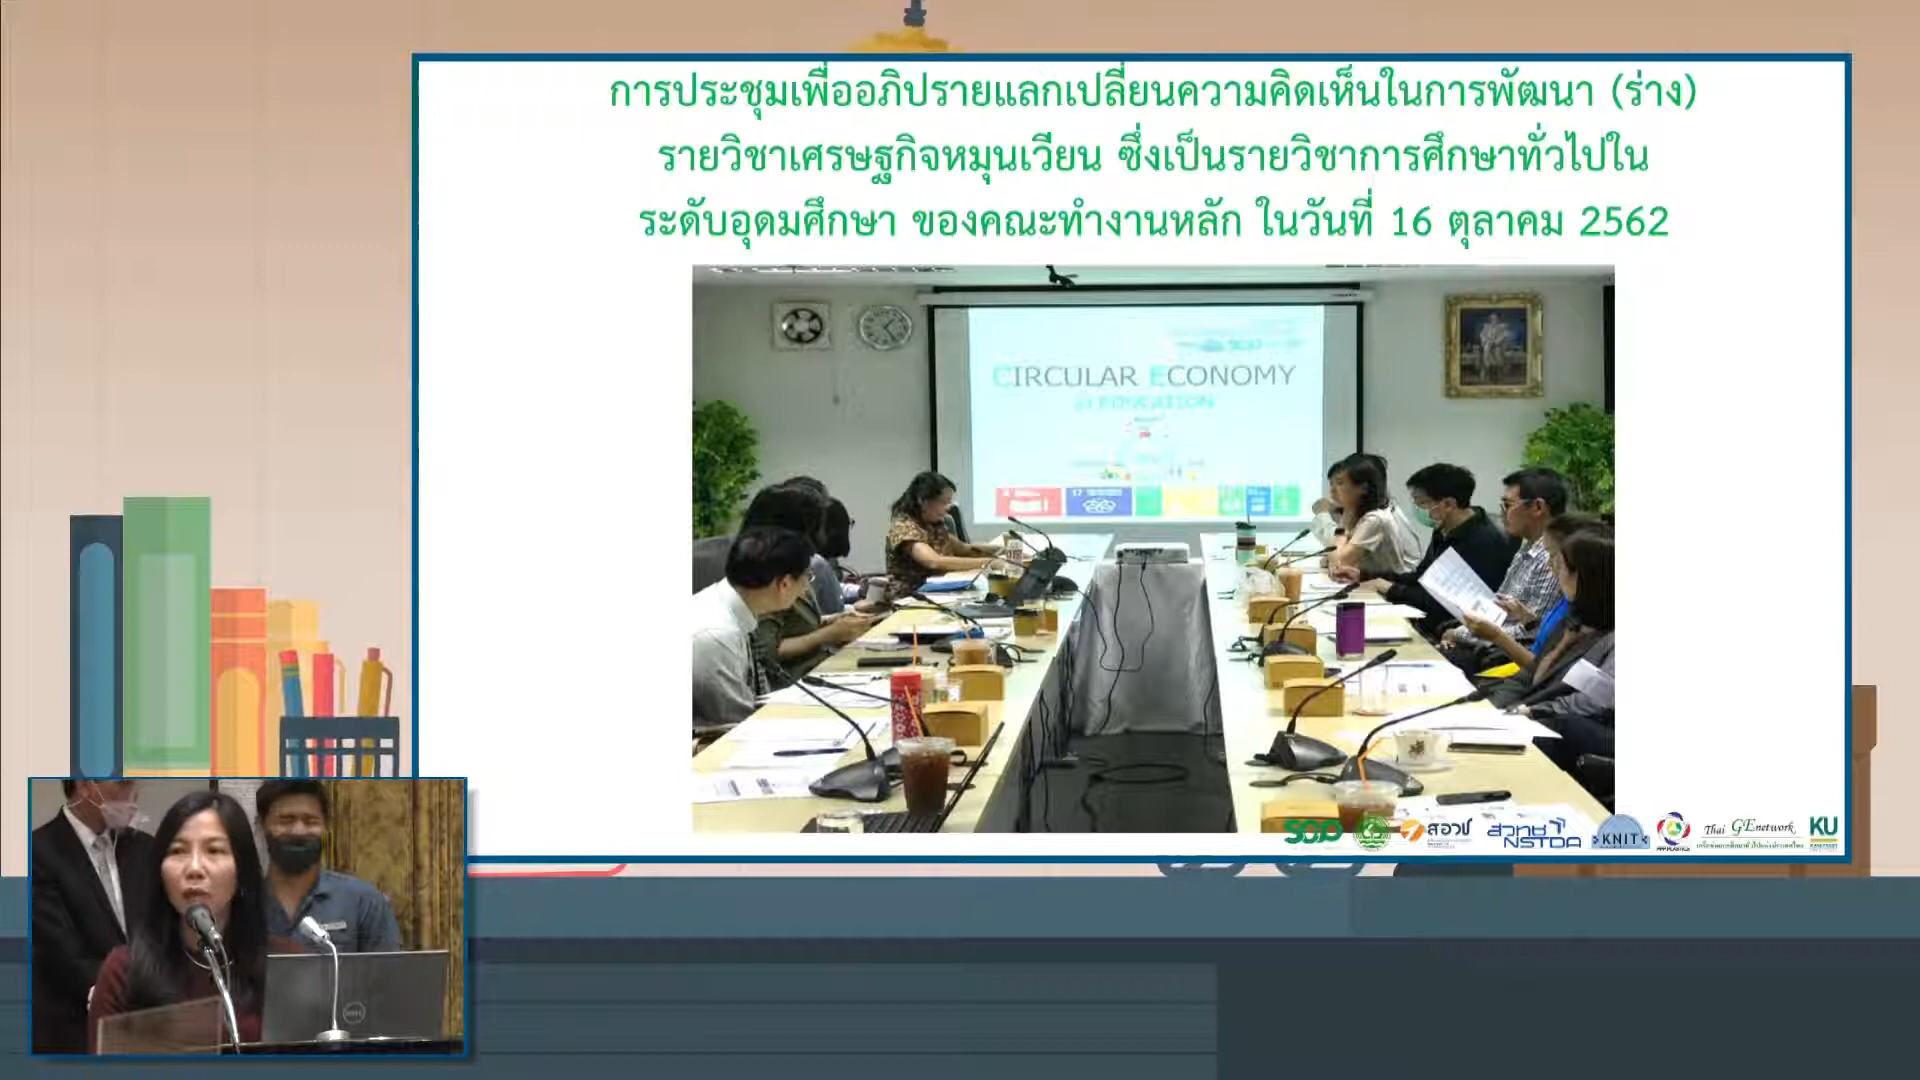 การประชุมเพื่ออภิปรายแลกเปลี่ยนความคิดเห็นในการพัฒนา (ร่าง)
รายวิชาเศรษฐกิจหมุนเวียน ซึ่งเป็นรายวิชาการศึกษาทั่วไปใน
ระดับอุดมศึกษา ของคณะทำงานหลัก ในวันที่ 16 ตุลาคม 2562
CIRCULAR ECONOMY
in EDUCATION
17
สอวช
สวทช
NSTDA
KNIT
PPP PLASTICS
Thai GEnetwork
KU
DELL